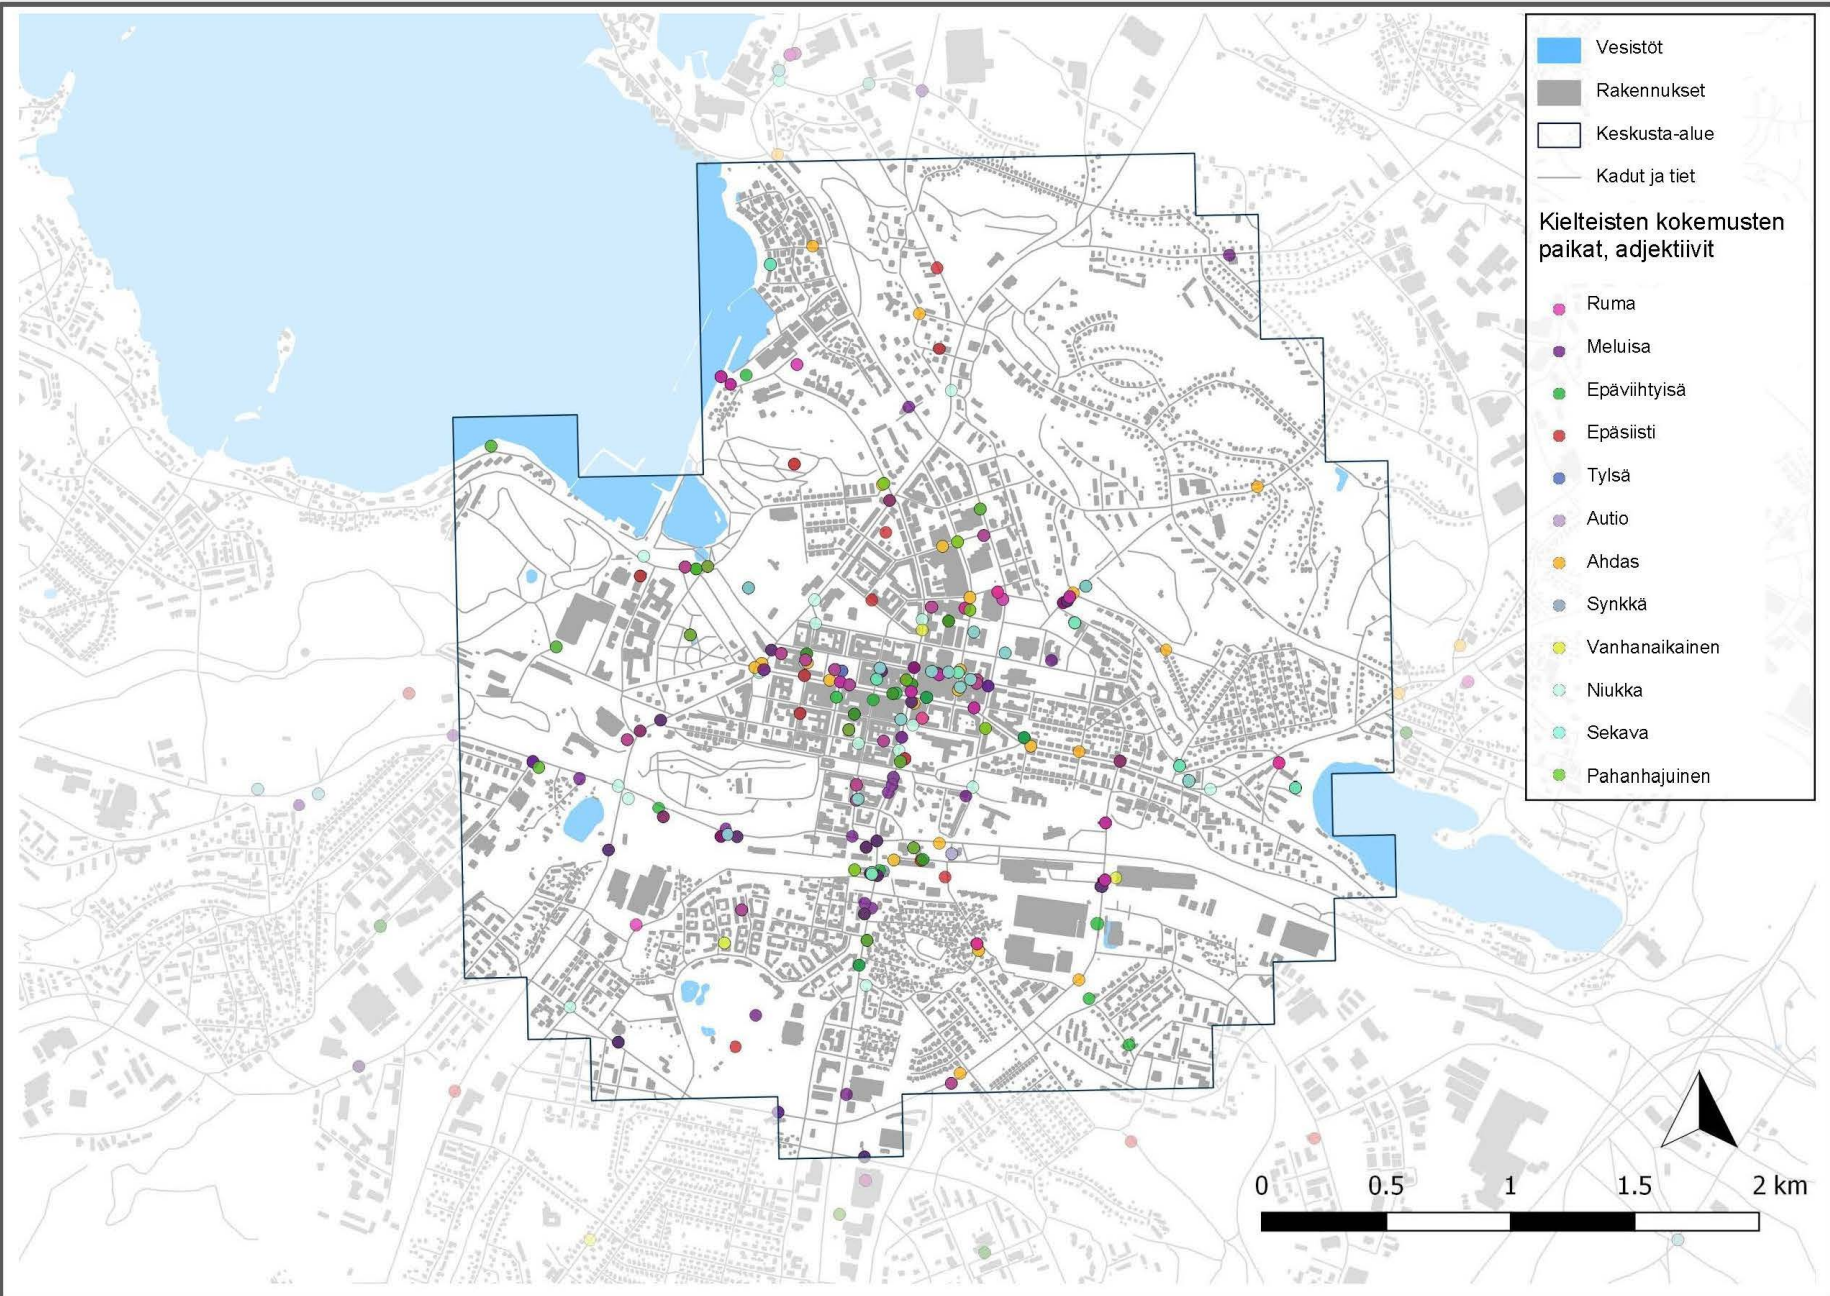 Vesistöt
Rakennukset
Keskusta-alue
Kadut ja tiet
Kielteisten kokemusten
paikat, adjektiivit
Ruma
Meluisa
Epäviihtyisä
Epäsiisti
Tylsä
Autio
Ahdas
Synkkä
Vanhanaikainen
Niukka
Sekava
Pahanhajuinen
0 0.5 1 1.5 2 km